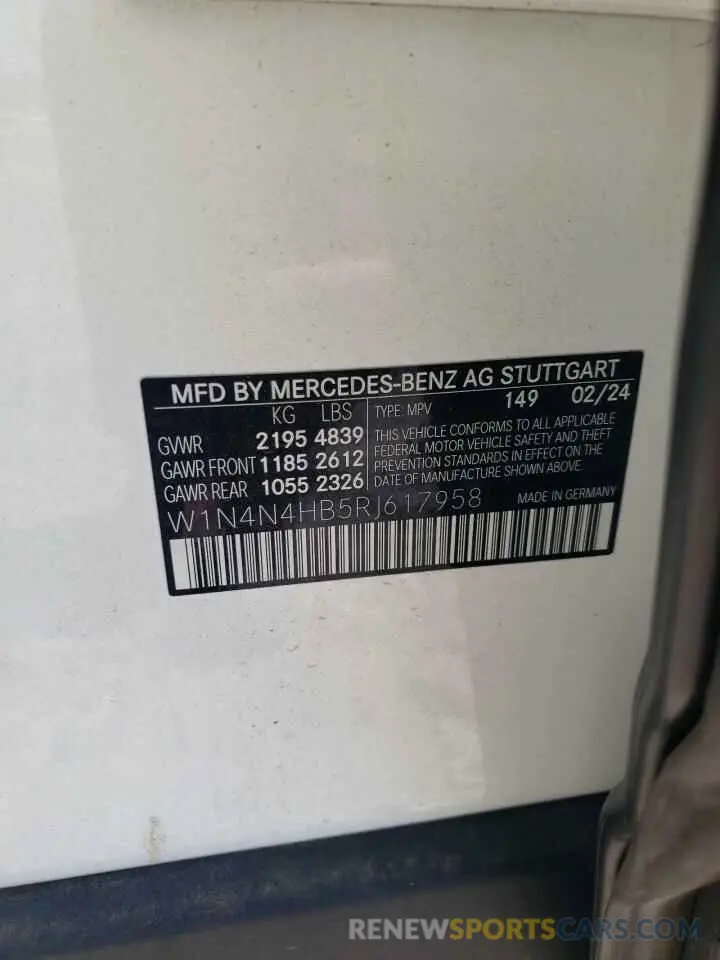 MFD BY MERCEDES-BENZ AG STUTTGART
KG LBS TYPE: MPV 149 02/24
GVWR 2195 4839
GAWR FRONT 1185 2612
GAWR REAR 1055 2326
THIS VEHICLE CONFORMS TO ALL APPLICABLE
FEDERAL MOTOR VEHICLE SAFETY AND THEFT
PREVENTION STANDARDS IN EFFECT ON THE
DATE OF MANUFACTURE SHOWN ABOVE.
W1N4N4HB5RJ617958 MADE IN GERMANY
RENEWSPORTSCARS.COM